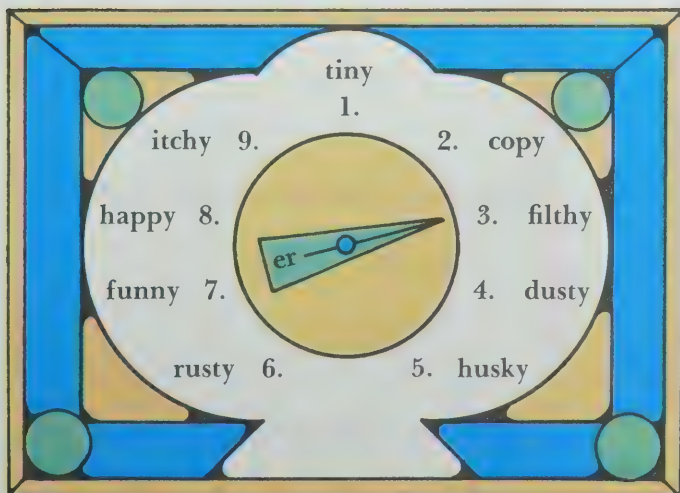 tiny
1.
2. copy
3. filthy
4. dusty
5. husky
rusty 6.
funny 7.
happy 8.
itchy 9.
er